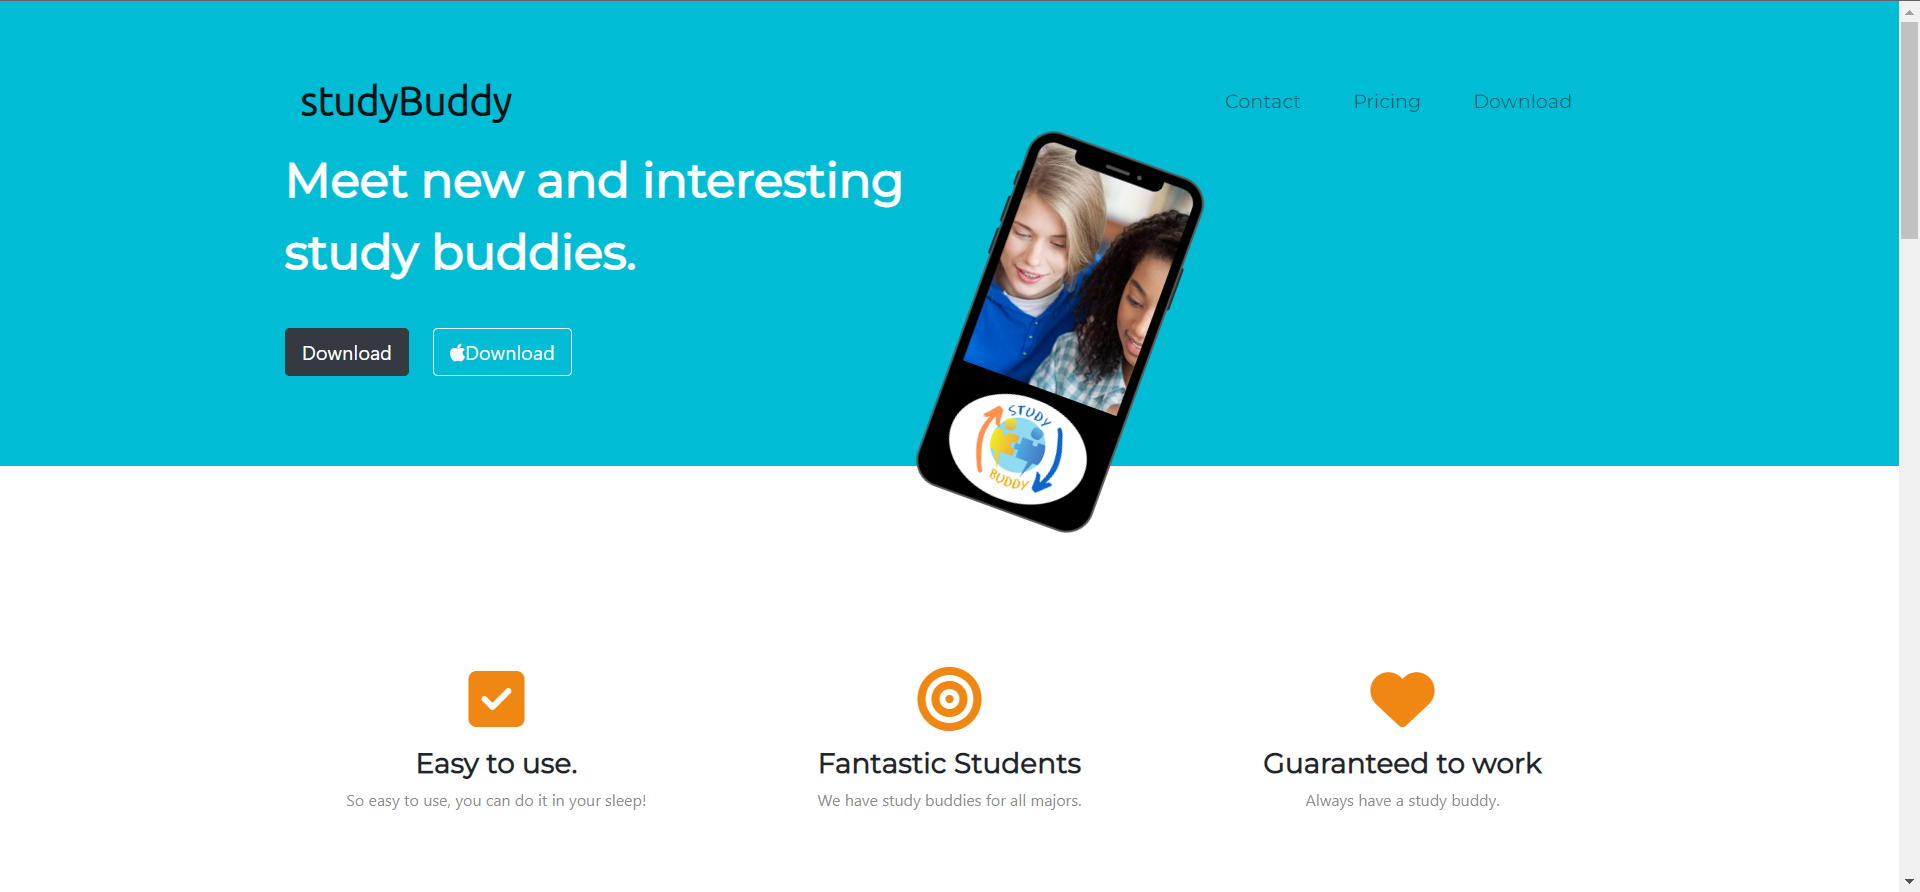 studyBuddy
Contact
Pricing
Download
Meet new and interesting
study buddies.
Download
Download
STUDY
BUDDY
Easy to use.
So easy to use, you can do it in your sleep!
Fantastic Students
We have study buddies for all majors.
Guaranteed to work
Always have a study buddy.